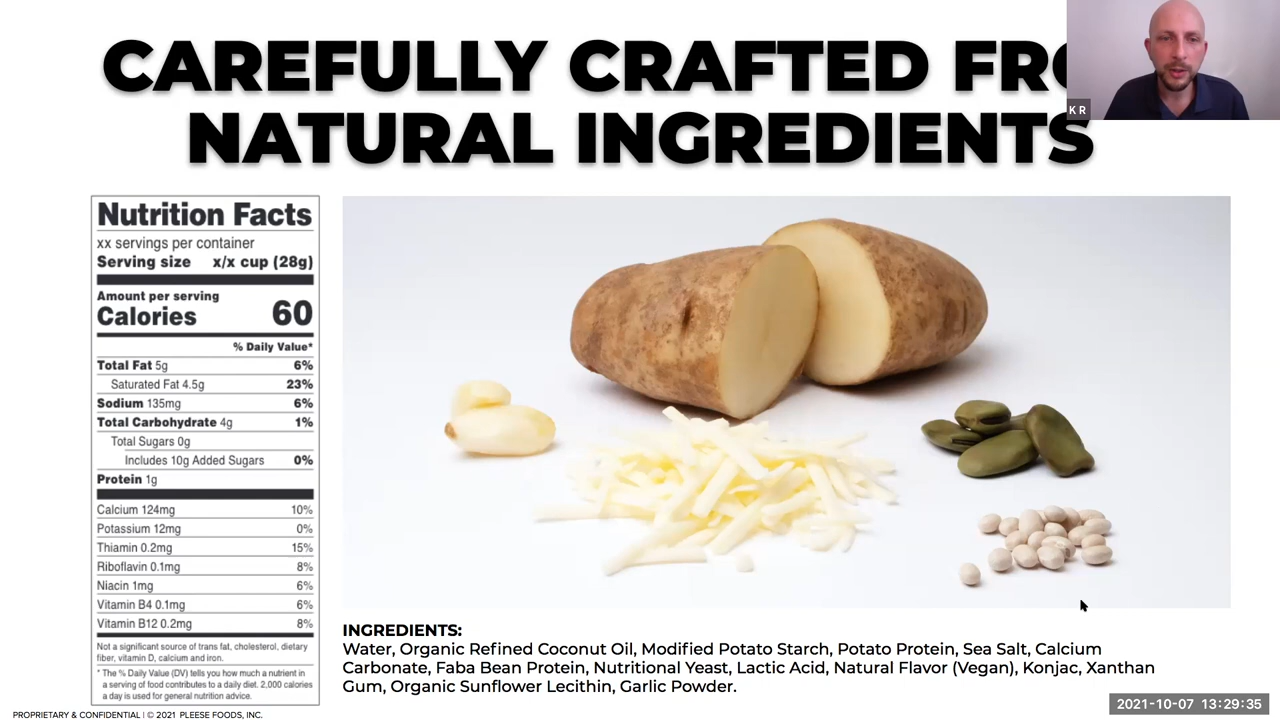 CAREFULLY CRAFTED
NATURAL INGREDIENTS
K R
Nutrition Facts
xx servings per container
Serving size x/x cup (28g)
Amount per serving
Calories 60
% Daily Value*
Total Fat 5g 6%
Saturated Fat 4.5g 23%
Sodium 135mg 6%
Total Carbohydrate 4g 1%
Total Sugars 0g
Includes 10g Added Sugars 0%
Protein 1g
Calcium 124mg 10%
Potassium 12mg 0%
Thiamin 0.2mg 15%
Riboflavin 0.1mg 8%
Niacin 1mg 6%
Vitamin B4 0.1mg 6%
Vitamin B12 0.2mg 8%
Not a significant source of trans fat, cholesterol, dietary
fiber, vitamin D, calcium and iron.
* The % Daily Value (DV) tells you how much a nutrient in
a serving of food contributes to a daily diet. 2,000 calories
a day is used for general nutrition advice.
INGREDIENTS:
Water, Organic Refined Coconut Oil, Modified Potato Starch, Potato Protein, Sea Salt, Calcium
Carbonate, Faba Bean Protein, Nutritional Yeast, Lactic Acid, Natural Flavor (Vegan), Konjac, Xanthan
Gum, Organic Sunflower Lecithin, Garlic Powder.
PROPRIETARY & CONFIDENTIAL | © 2021 PLEESE FOODS, INC.
2021-10-07 13:29:35